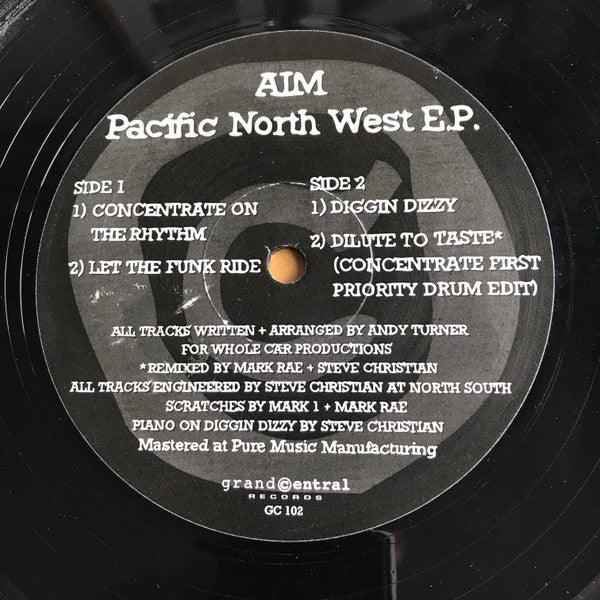 AIM
Pacific North West E.P.
SIDE 1
1) CONCENTRATE ON
THE RHYTHM
2) LET THE FUNK RIDE
SIDE 2
1) DIGGIN DIZZY
2) DILUTE TO TASTE*
(CONCENTRATE FIRST
PRIORITY DRUM EDIT)
ALL TRACKS WRITTEN + ARRANGED BY ANDY TURNER
FOR WHOLE CAR PRODUCTIONS
*REMIXED BY MARK RAE + STEVE CHRISTIAN
ALL TRACKS ENGINEERED BY STEVE CHRISTIAN AT NORTH SOUTH
SCRATCHES BY MARK 1 + MARK RAE
PIANO ON DIGGIN DIZZY BY STEVE CHRISTIAN
Mastered at Pure Music Manufacturing
grand©entral
RECORDS
GC 102